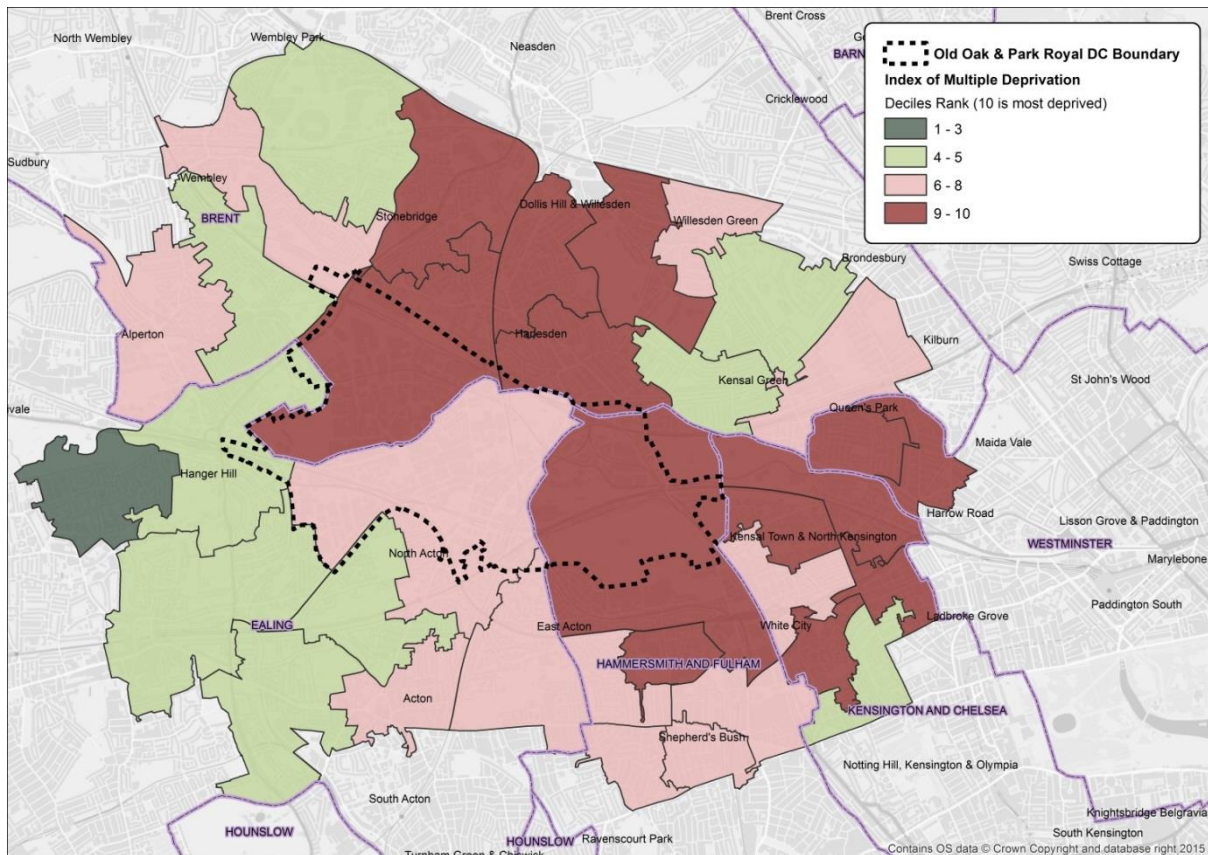 Old Oak & Park Royal DC Boundary
Index of Multiple Deprivation
Deciles Rank (10 is most deprived)
1 - 3
4 - 5
6 - 8
9 - 10
Brent Cross
North Wembley
Wembley Park
Neasden
BARN
Cricklewood
Sudbury
Wembley
BRENT
Stonebridge
Dollis Hill & Willesden
Willesden Green
Brondesbury
Swiss Cottage
Alperton
Harlesden
Kilburn
Kensal Green
St John's Wood
Queen's Park
Maida Vale
Hanger Hill
Harrow Road
Lisson Grove & Paddington
Kensal Town & North Kensington
WESTMINSTER
North Acton
Marylebone
Paddington South
Ladbroke Grove
EALING
East Acton
White City
HAMMERSMITH AND FULHAM
Acton
KENSINGTON AND CHELSEA
Shepherd's Bush
Notting Hill, Kensington & Olympia
South Acton
Knightsbridge Belgravia
HOUNSLOW
HOUNSLOW
Ravenscourt Park
South Kensington
Turnham Green & Chiswick
Contains OS data © Crown Copyright and database right 2015